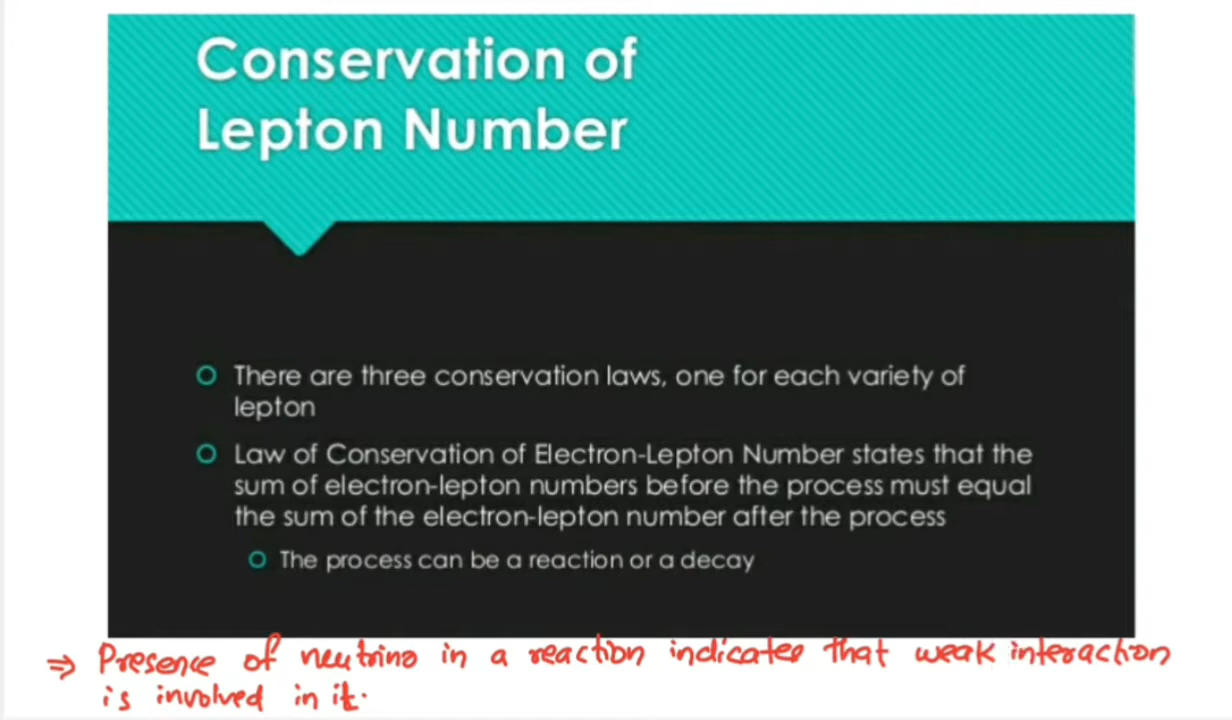 Conservation of
Lepton Number
There are three conservation laws, one for each variety of
lepton
Law of Conservation of Electron-Lepton Number states that the
sum of electron-lepton numbers before the process must equal
the sum of the electron-lepton number after the process
The process can be a reaction or a decay
⇒ Presence of neutrino in a reaction indicates that weak interaction
is involved in it.